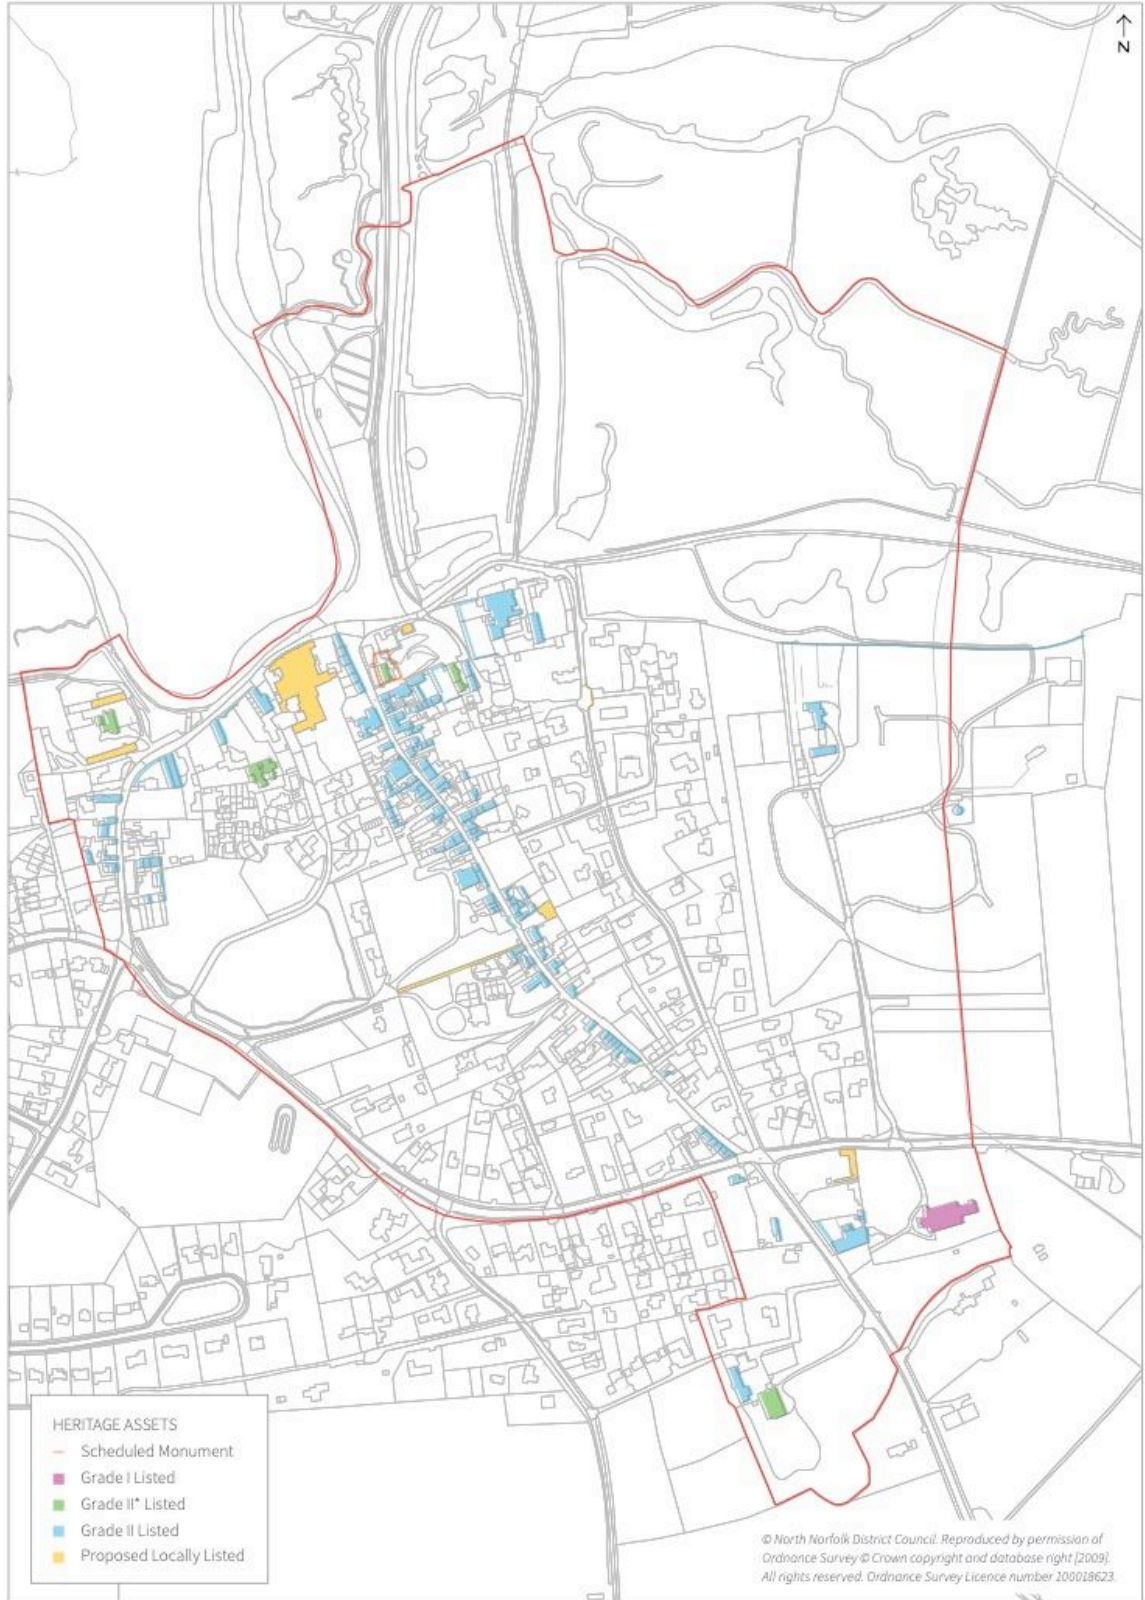 N
HERITAGE ASSETS
Scheduled Monument
Grade I Listed
Grade II* Listed
Grade II Listed
Proposed Locally Listed
© North Norfolk District Council. Reproduced by permission of
Ordnance Survey © Crown copyright and database right [2009].
All rights reserved. Ordnance Survey Licence number 100018623.